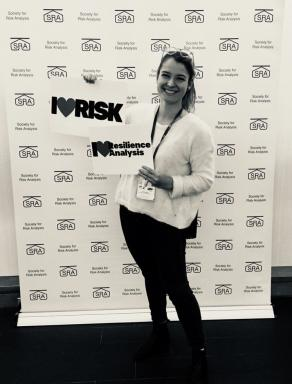 I ♥ RISK
I ♥ Resilience
Analysis
Society for
Risk Analysis
SRA